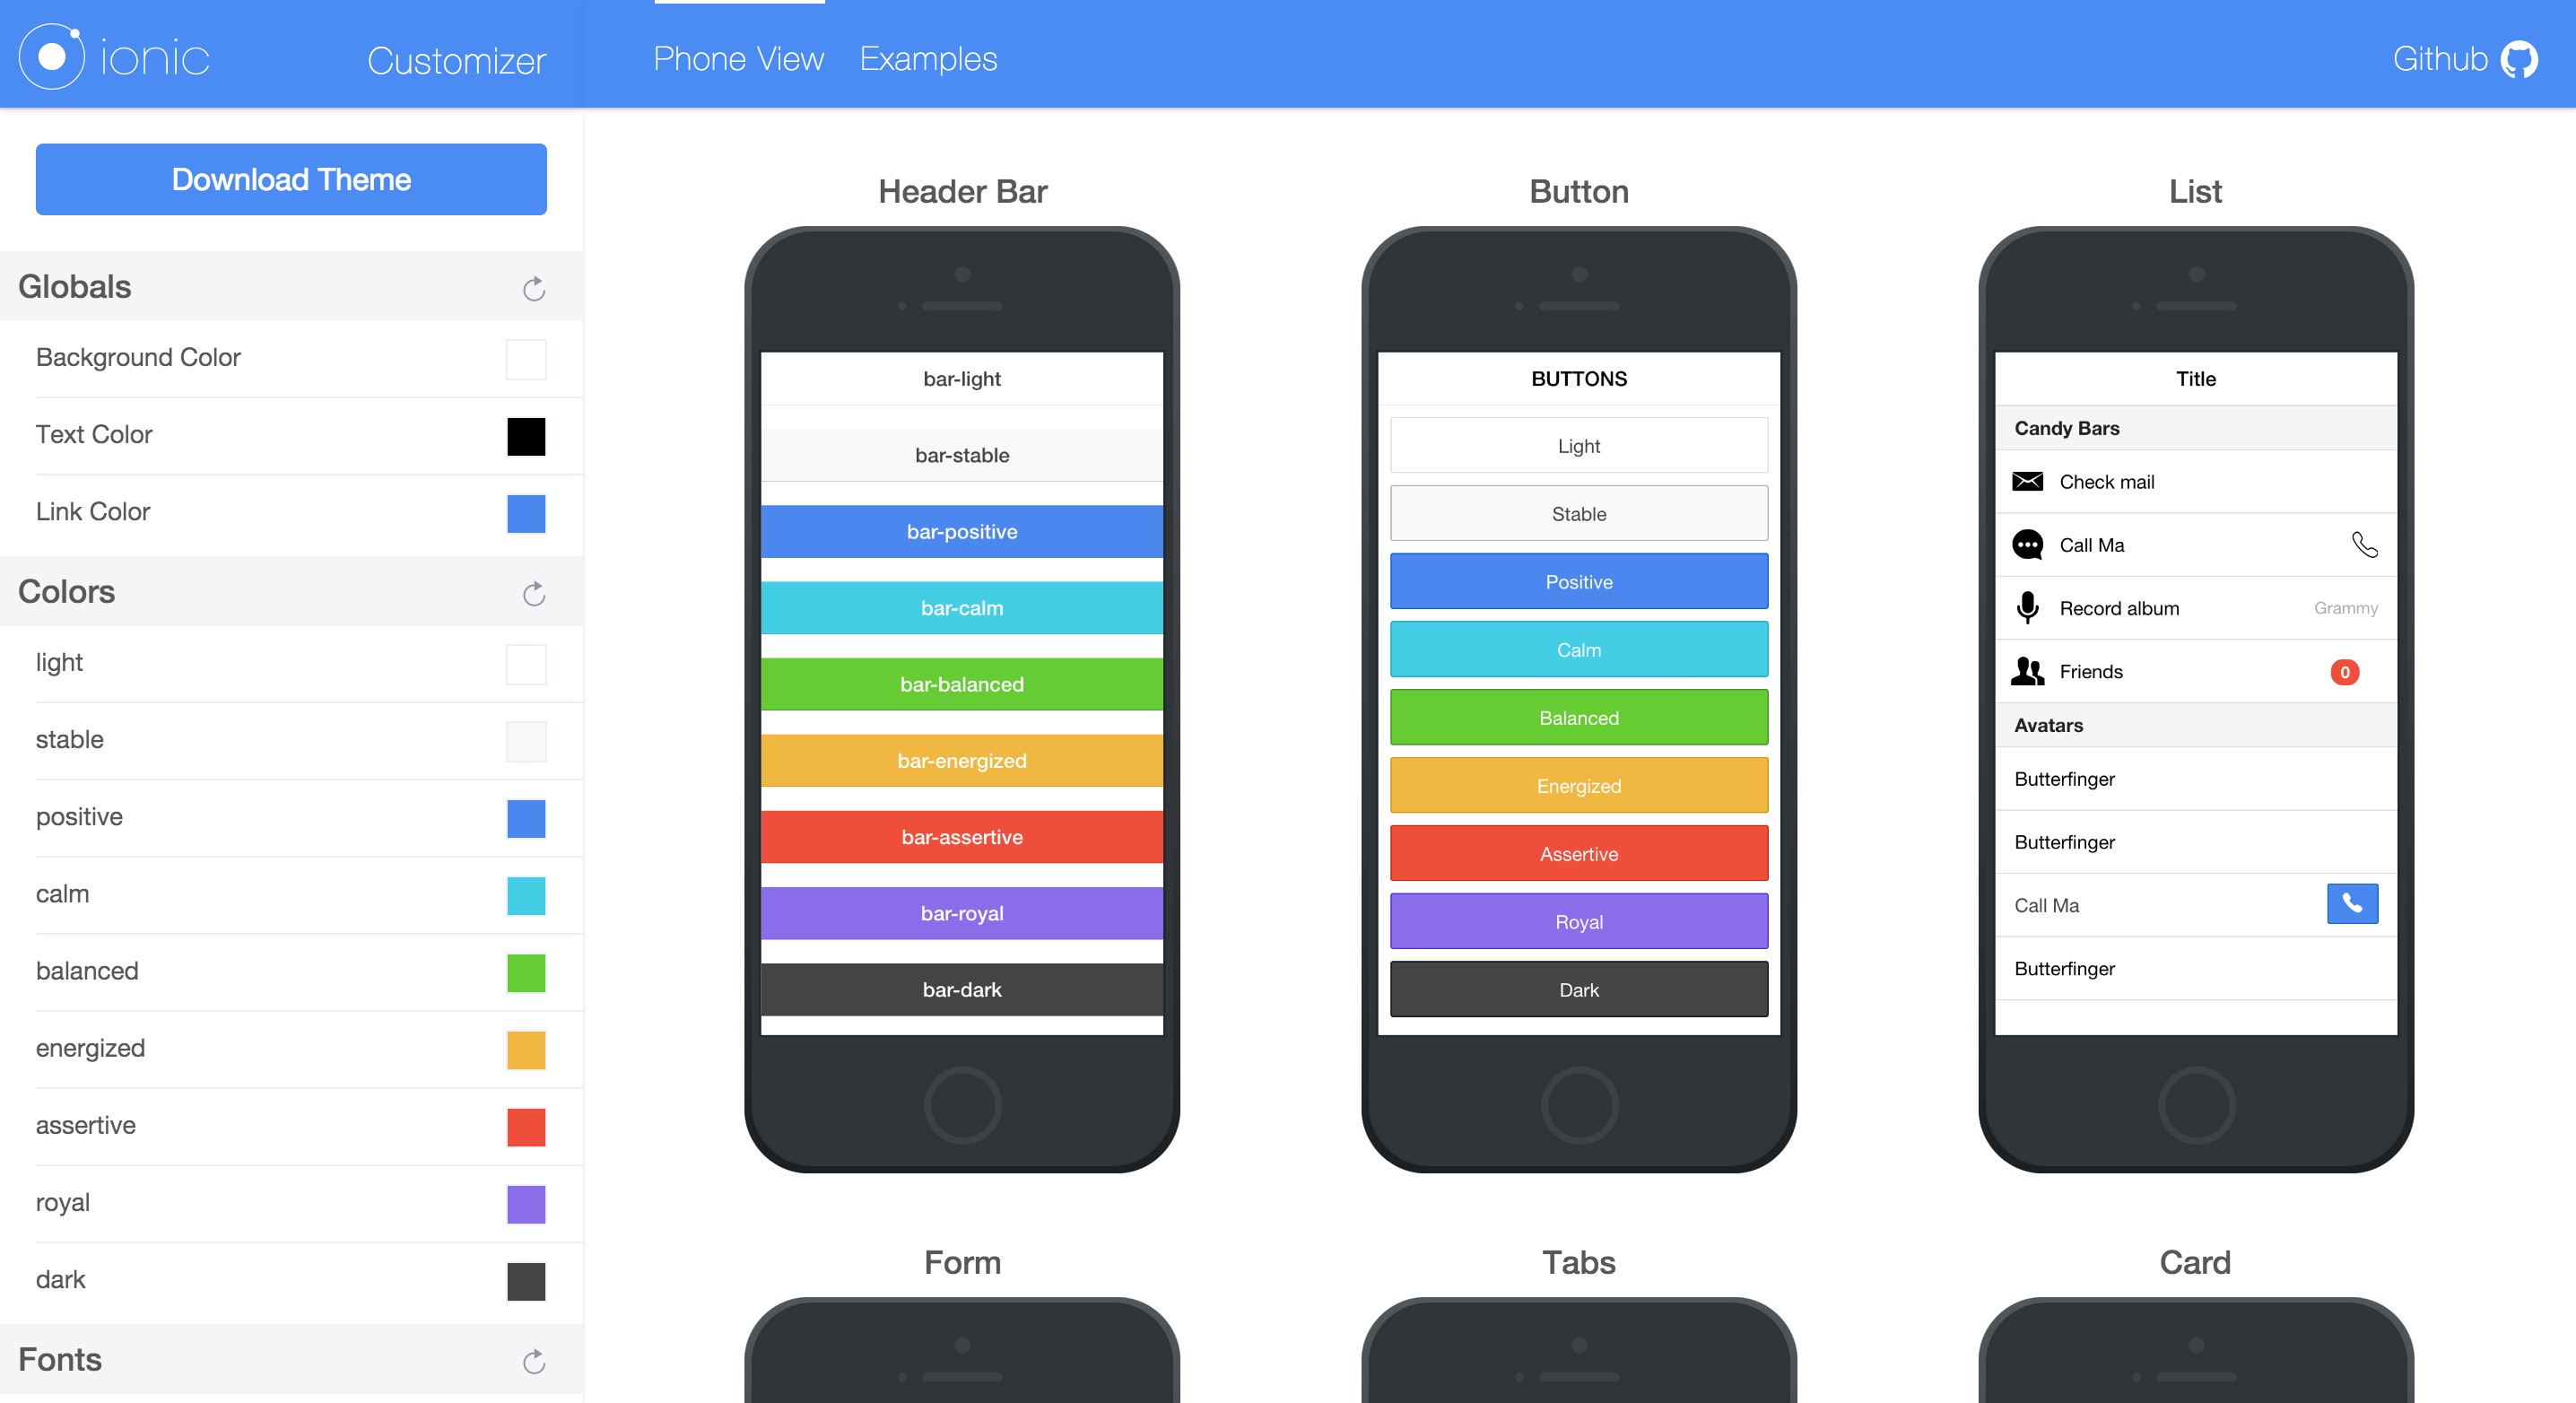 ionic
Customizer
Phone View
Examples
Github
Download Theme
Globals
Background Color
Text Color
Link Color
Colors
light
stable
positive
calm
balanced
energized
assertive
royal
dark
Fonts
Header Bar
bar-light
bar-stable
bar-positive
bar-calm
bar-balanced
bar-energized
bar-assertive
bar-royal
bar-dark
Button
BUTTONS
Light
Stable
Positive
Calm
Balanced
Energized
Assertive
Royal
Dark
List
Title
Candy Bars
Check mail
Call Ma
Record album Grammy
Friends 0
Avatars
Butterfinger
Butterfinger
Call Ma
Butterfinger
Form
Tabs
Card